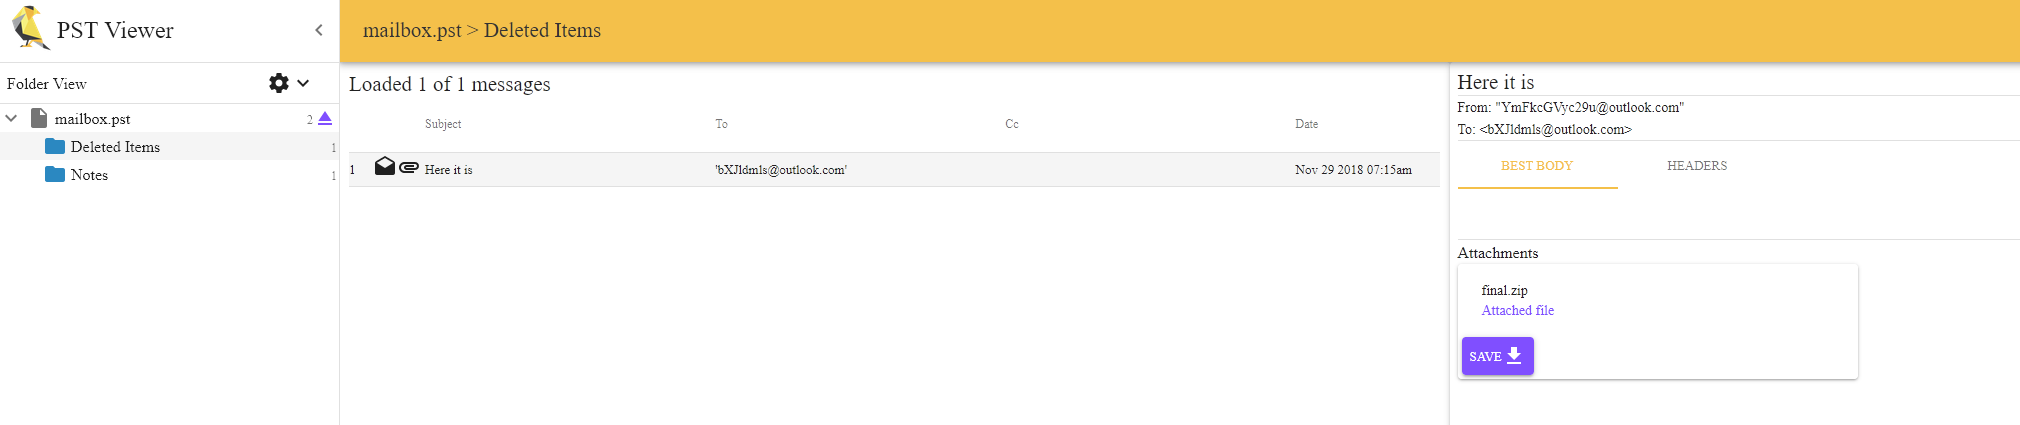 PST Viewer
mailbox.pst > Deleted Items
Folder View
mailbox.pst 2
Deleted Items 1
Notes 1
Loaded 1 of 1 messages
Subject To Cc Date
1 Here it is 'bXJldmls@outlook.com' Nov 29 2018 07:15am
Here it is
From: "YmFkcGVyc29u@outlook.com"
To: <bXJldmls@outlook.com>
BEST BODY HEADERS
Attachments
final.zip
Attached file
SAVE